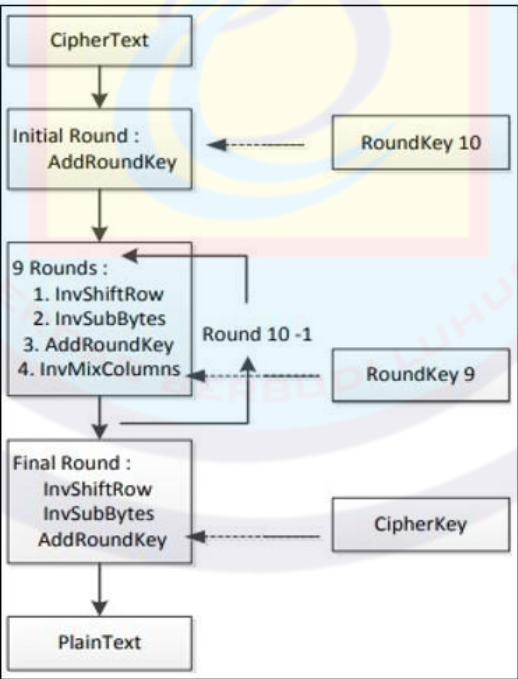 CipherText
Initial Round :
AddRoundKey
RoundKey 10
9 Rounds :
1. InvShiftRow
2. InvSubBytes
3. AddRoundKey
4. InvMixColumns
Round 10 -1
RoundKey 9
Final Round :
InvShiftRow
InvSubBytes
AddRoundKey
CipherKey
PlainText